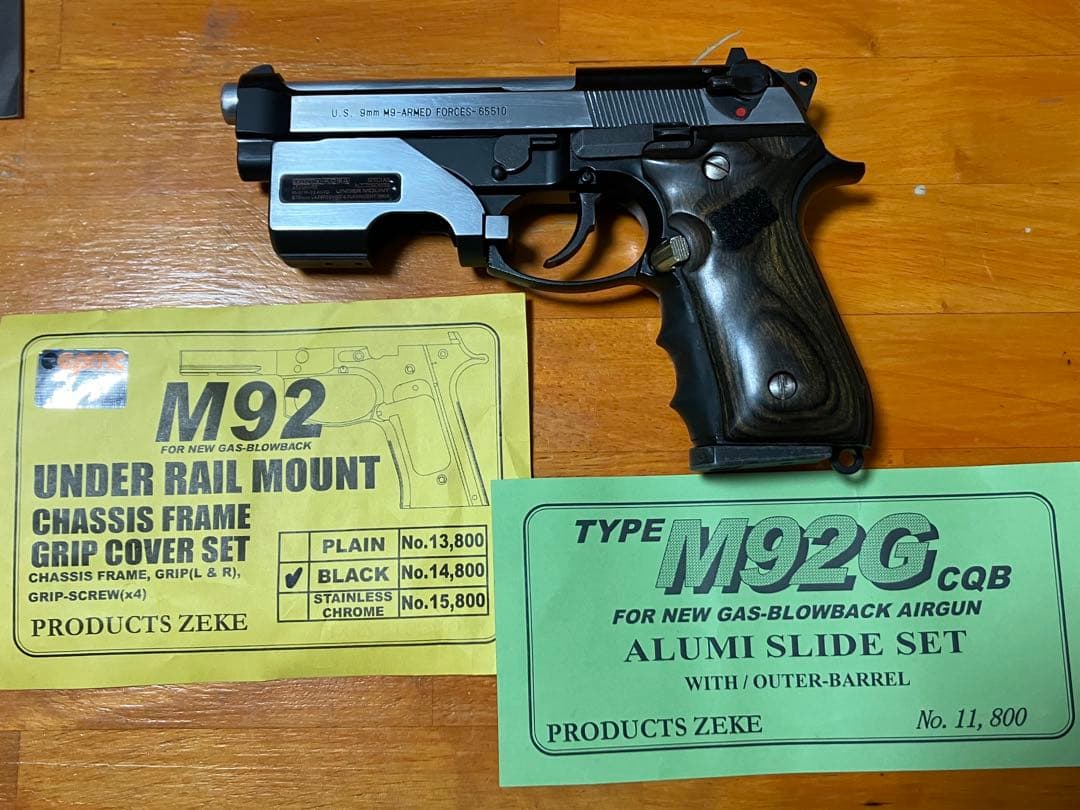 U.S. 9mm M9-ARMED FORCES-65510
UNDER MOUNT
M92
FOR NEW GAS-BLOWBACK
UNDER RAIL MOUNT
CHASSIS FRAME
GRIP COVER SET
CHASSIS FRAME, GRIP(L & R),
GRIP-SCREW(x4)
PRODUCTS ZEKE
PLAIN No.13,800
✓ BLACK No.14,800
STAINLESS CHROME No.15,800
TYPE M92G CQB
FOR NEW GAS-BLOWBACK AIRGUN
ALUMI SLIDE SET
WITH / OUTER-BARREL
PRODUCTS ZEKE No. 11, 800